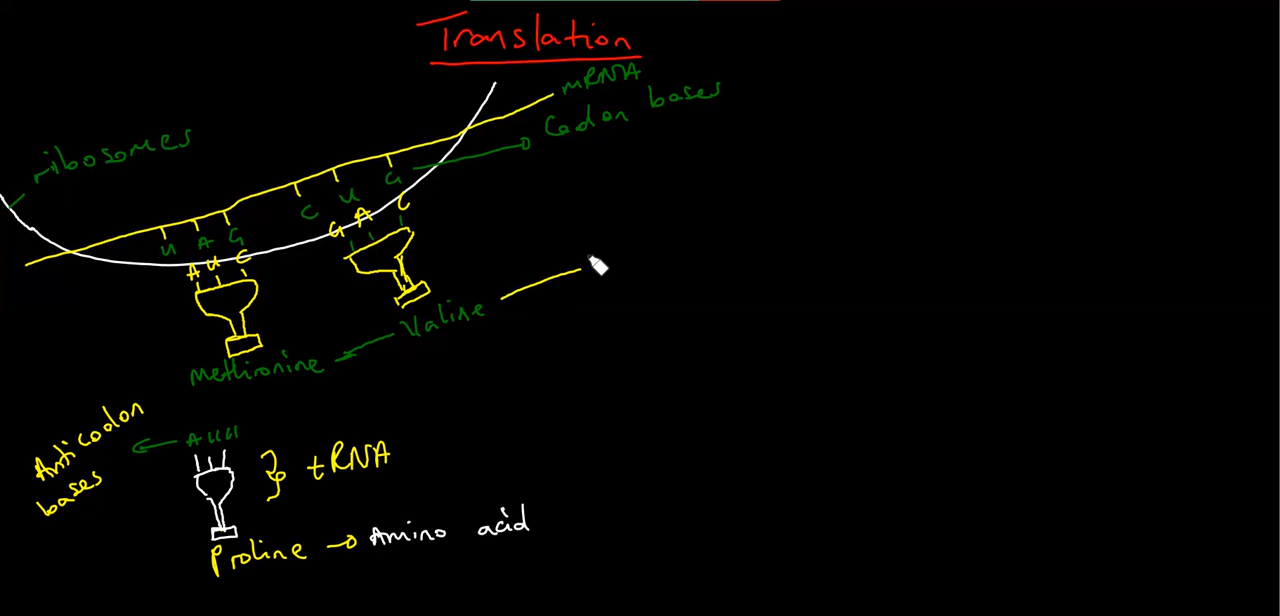 Translation
mRNA
Codon bases
ribosomes
C U G
U A G
G A C
A U C
Valine
Methionine
Anticodon
bases
A U U
tRNA
Proline → Amino acid